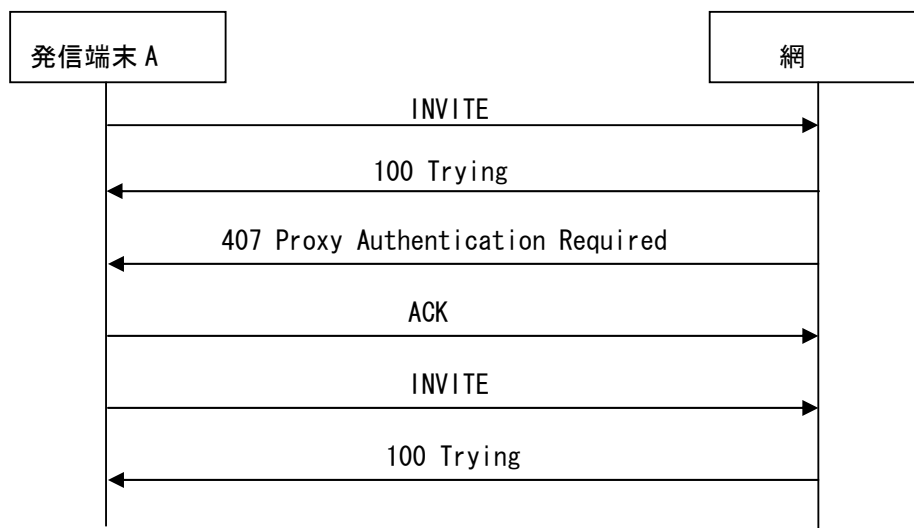 発信端末 A
網
INVITE
100 Trying
407 Proxy Authentication Required
ACK
INVITE
100 Trying